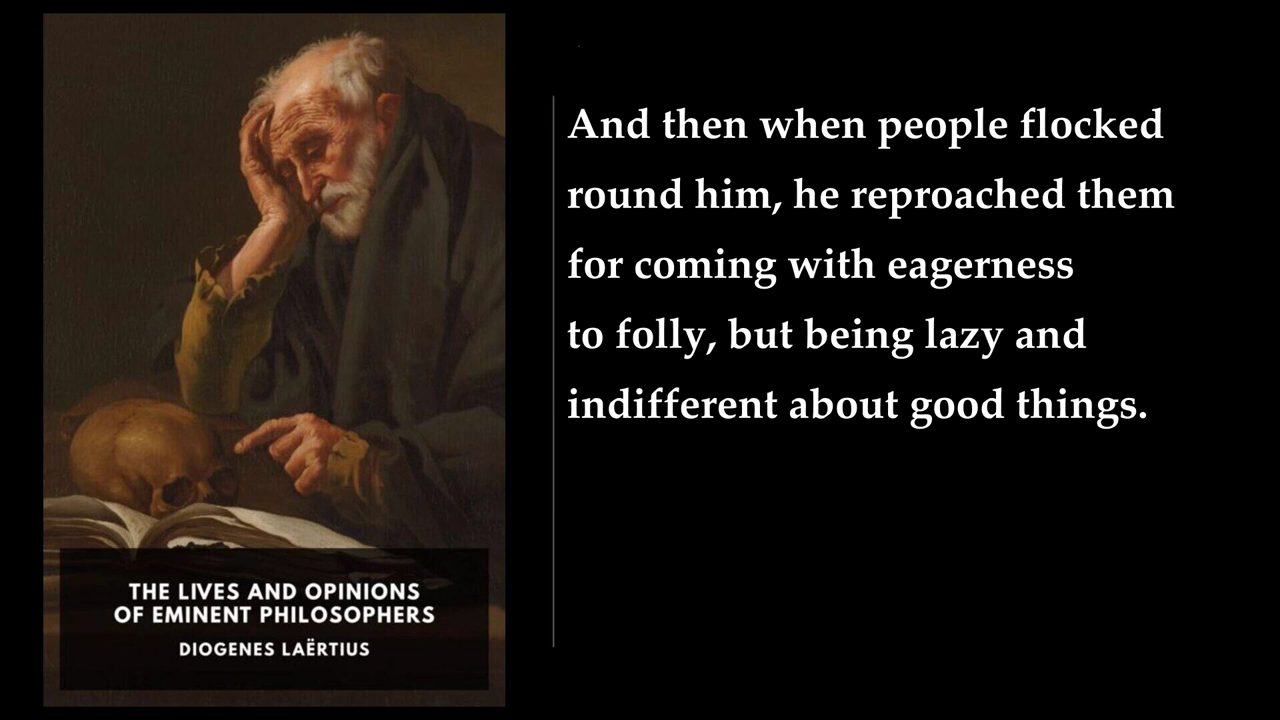 THE LIVES AND OPINIONS
OF EMINENT PHILOSOPHERS
DIOGENES LAËRTIUS
And then when people flocked
round him, he reproached them
for coming with eagerness
to folly, but being lazy and
indifferent about good things.